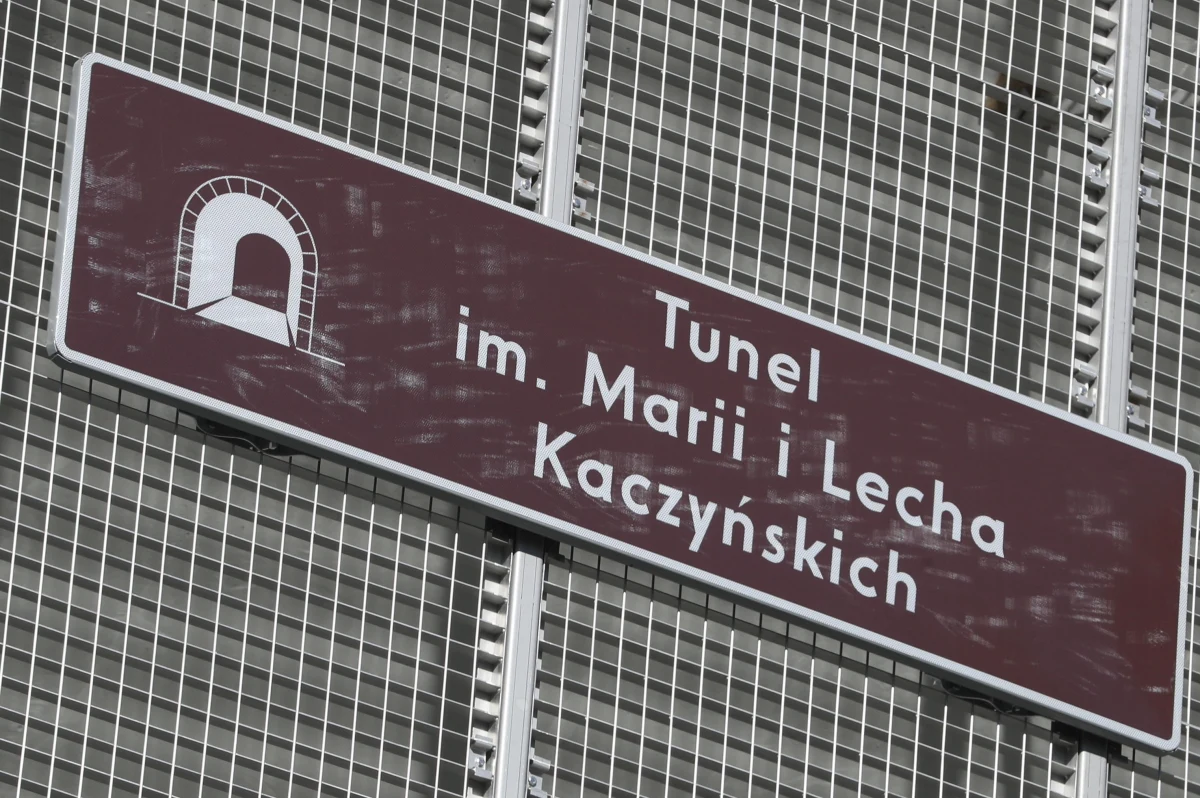 Tunel
im. Marii i Lecha
Kaczyńskich